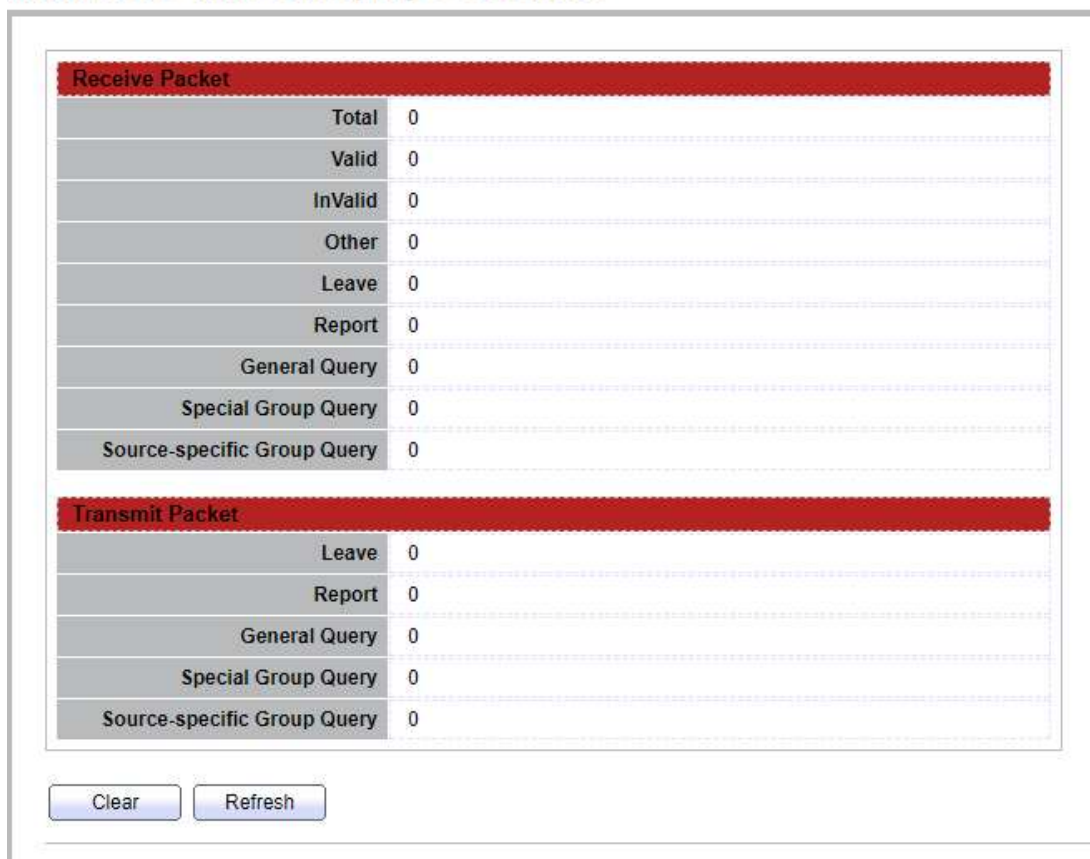 Receive Packet
Total 0
Valid 0
InValid 0
Other 0
Leave 0
Report 0
General Query 0
Special Group Query 0
Source-specific Group Query 0
Transmit Packet
Leave 0
Report 0
General Query 0
Special Group Query 0
Source-specific Group Query 0
Clear Refresh